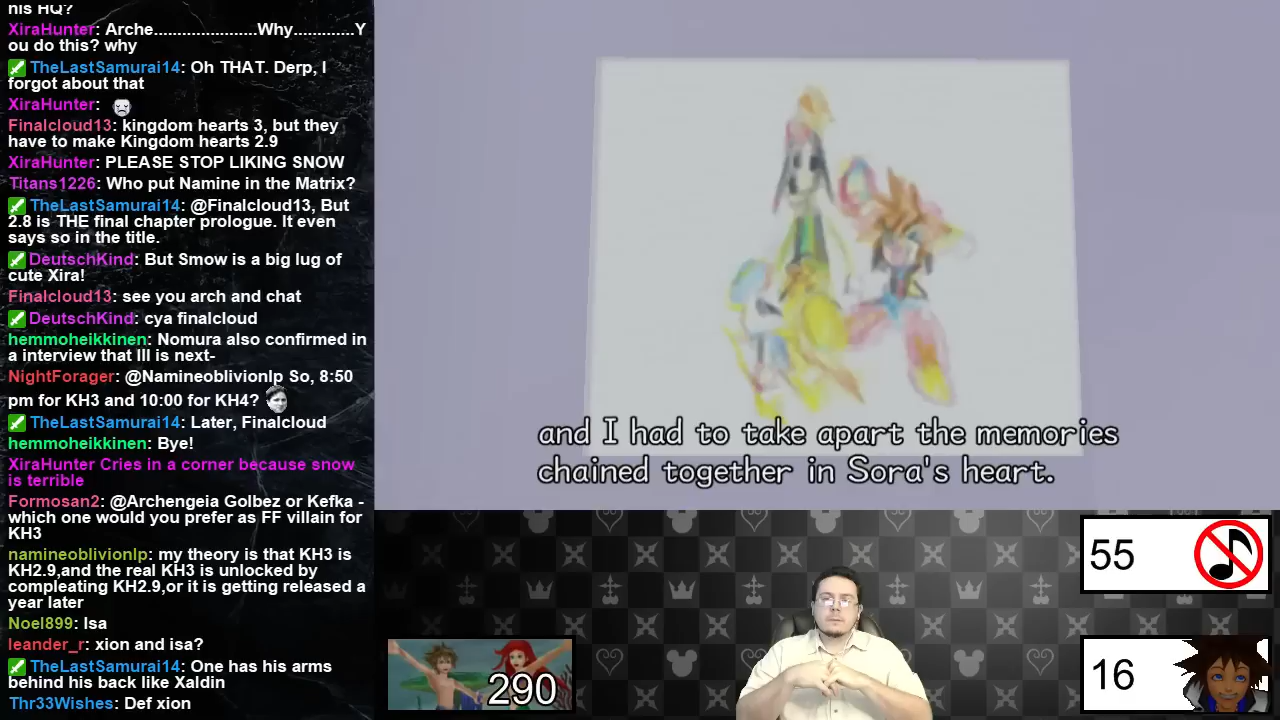 his HQ?
XiraHunter: Arche......................Why.............Y
ou do this? why
TheLastSamurai14: Oh THAT. Derp, I
forgot about that
XiraHunter:
Finalcloud13: kingdom hearts 3, but they
have to make Kingdom hearts 2.9
XiraHunter: PLEASE STOP LIKING SNOW
Titans1226: Who put Namine in the Matrix?
TheLastSamurai14: @Finalcloud13, But
2.8 is THE final chapter prologue. It even
says so in the title.
DeutschKind: But Smow is a big lug of
cute Xira!
Finalcloud13: see you arch and chat
DeutschKind: cya finalcloud
hemmoheikkinen: Nomura also confirmed in
a interview that III is next-
NightForager: @Namineoblivionlp So, 8:50
pm for KH3 and 10:00 for KH4?
TheLastSamurai14: Later, Finalcloud
hemmoheikkinen: Bye!
XiraHunter Cries in a corner because snow
is terrible
Formosan2: @Archengeia Golbez or Kefka -
which one would you prefer as FF villain for
KH3
namineoblivionlp: my theory is that KH3 is
KH2.9,and the real KH3 is unlocked by
compleating KH2.9,or it is getting released a
year later
Noel899: Isa
leander_r: xion and isa?
TheLastSamurai14: One has his arms
behind his back like Xaldin
Thr33Wishes: Def xion
and I had to take apart the memories
chained together in Sora's heart.
55
290
16